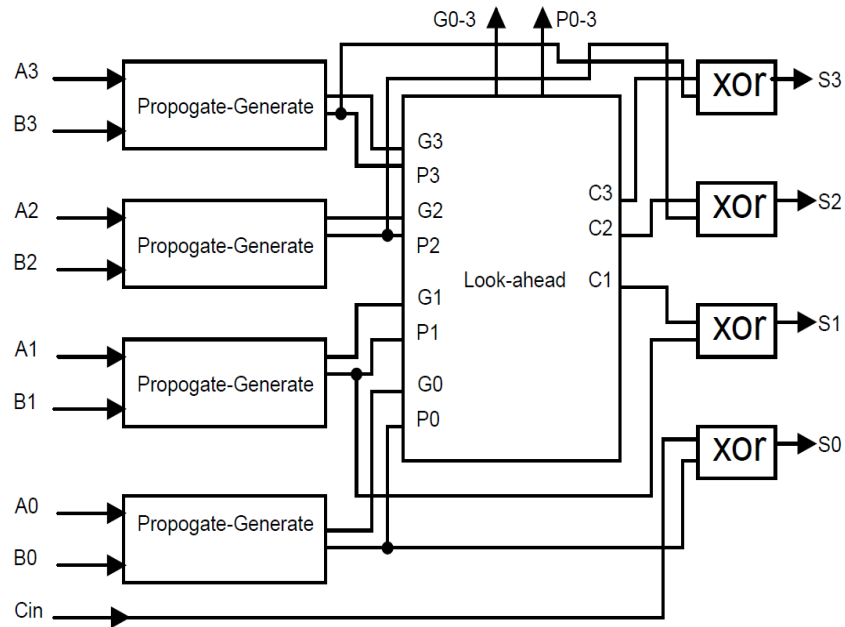 G0-3 P0-3
A3
B3
Propogate-Generate
xor
S3
G3
P3
A2
B2
Propogate-Generate
G2
P2
C3
C2
xor
S2
Look-ahead
C1
A1
B1
Propogate-Generate
G1
P1
xor
S1
G0
P0
A0
B0
Propogate-Generate
xor
S0
Cin